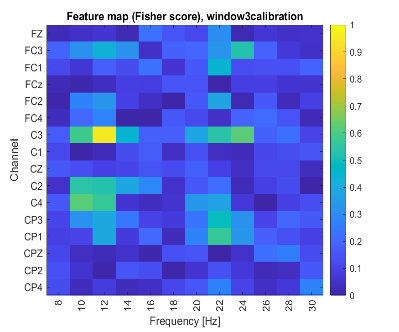 Feature map (Fisher score), window3calibration
Channel
FZ
FC3
FC1
FCz
FC2
FC4
C3
C1
CZ
C2
C4
CP3
CP1
CPZ
CP2
CP4
8 10 12 14 16 18 20 22 24 26 28 30
Frequency [Hz]
1
0.9
0.8
0.7
0.6
0.5
0.4
0.3
0.2
0.1
0